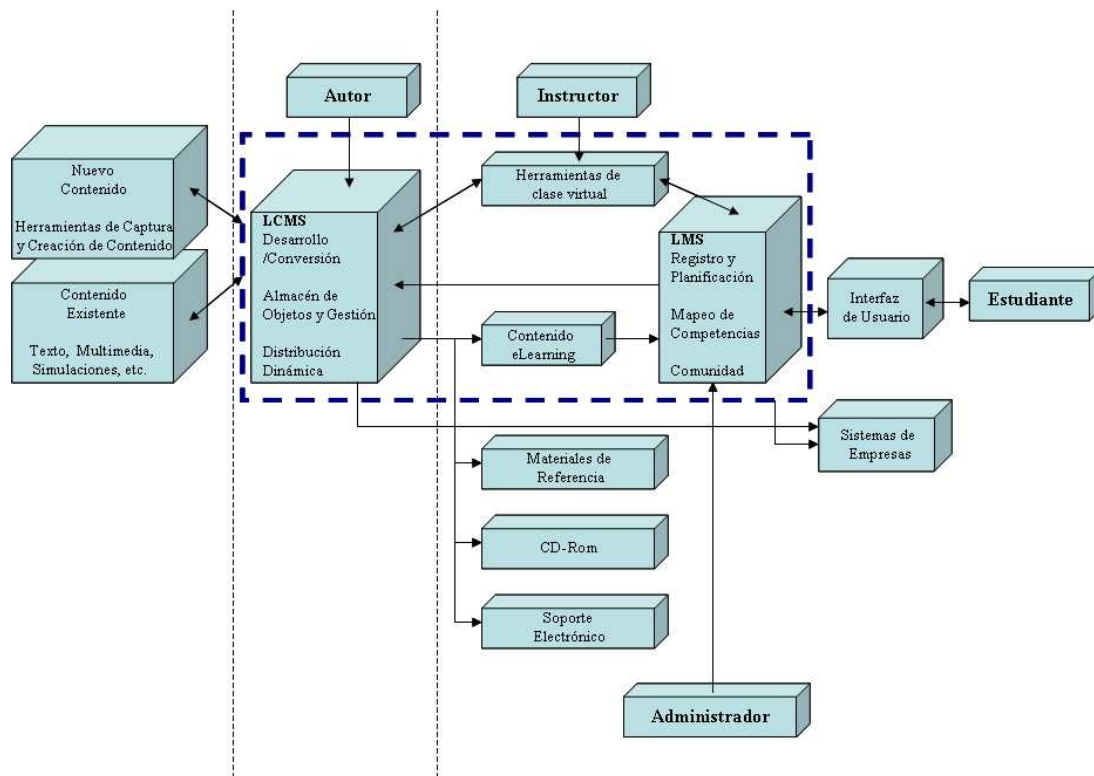 Autor
Instructor
Nuevo
Contenido
Herramientas de Captura
y Creación de Contenido
Contenido
Existente
Texto, Multimedia,
Simulaciones, etc.
LCMS
Desarrollo
/Conversión
Almacén de
Objetos y Gestión
Distribución
Dinámica
Herramientas de
clase virtual
Contenido
eLearning
LMS
Registro y
Planificación
Mapeo de
Competencias
Comunidad
Interfaz
de Usuario
Estudiante
Sistemas de
Empresas
Materiales de
Referencia
CD-Rom
Soporte
Electrónico
Administrador